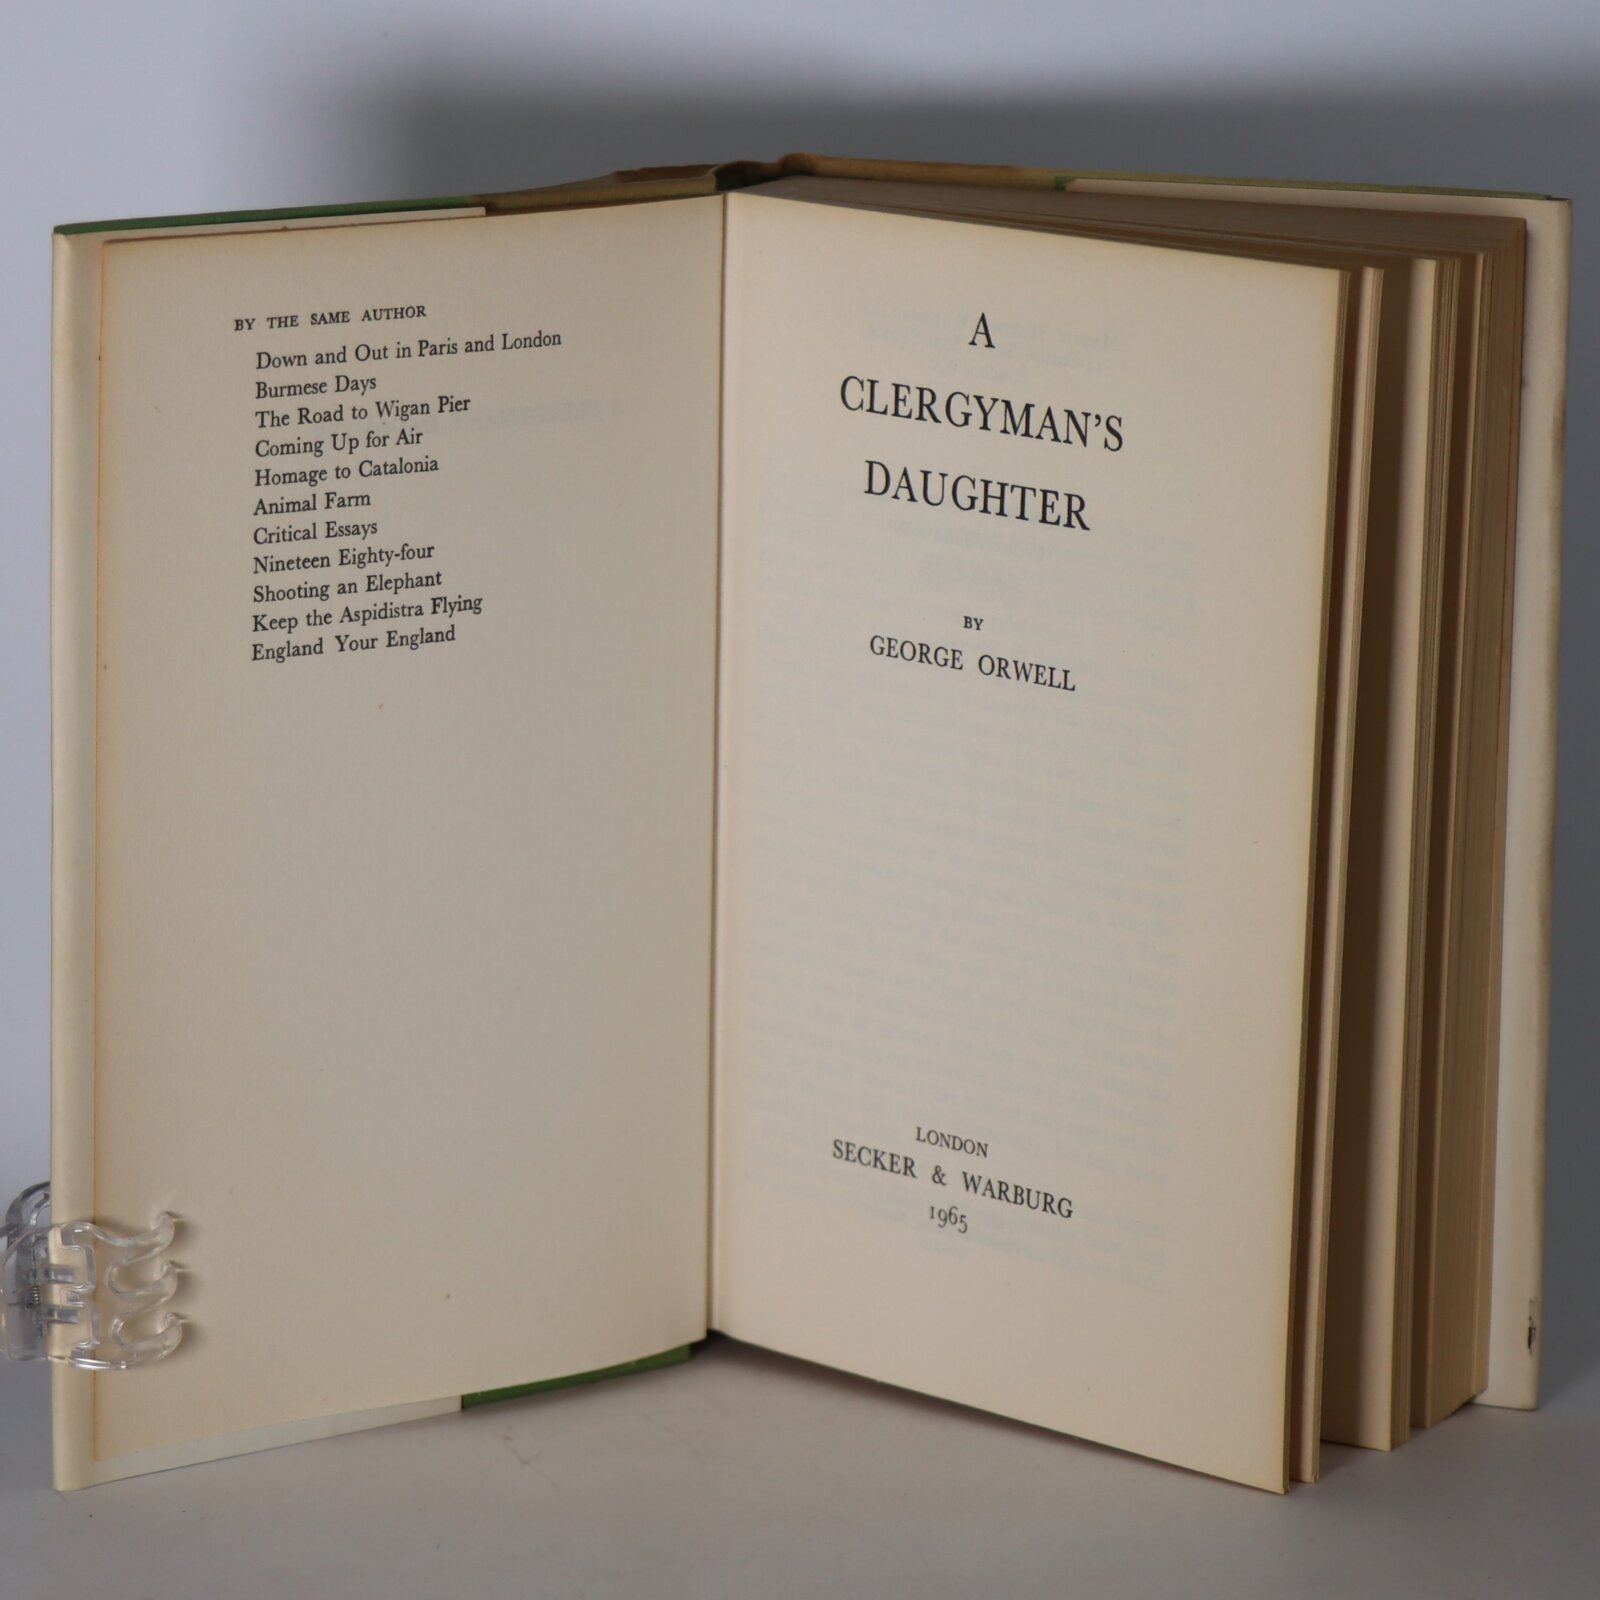 BY THE SAME AUTHOR
Down and Out in Paris and London
Burmese Days
The Road to Wigan Pier
Coming Up for Air
Homage to Catalonia
Animal Farm
Critical Essays
Nineteen Eighty-four
Shooting an Elephant
Keep the Aspidistra Flying
England Your England
A
CLERGYMAN'S
DAUGHTER
BY
GEORGE ORWELL
LONDON
SECKER & WARBURG
1965